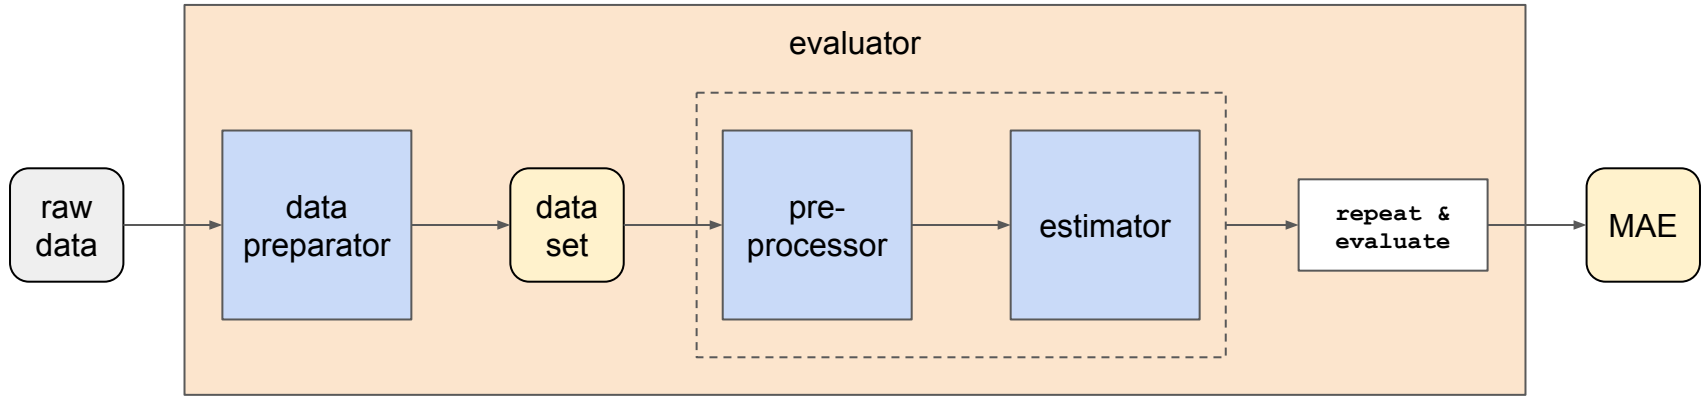 evaluator
raw
data
data
preparator
data
set
pre-
processor
estimator
repeat &
evaluate
MAE